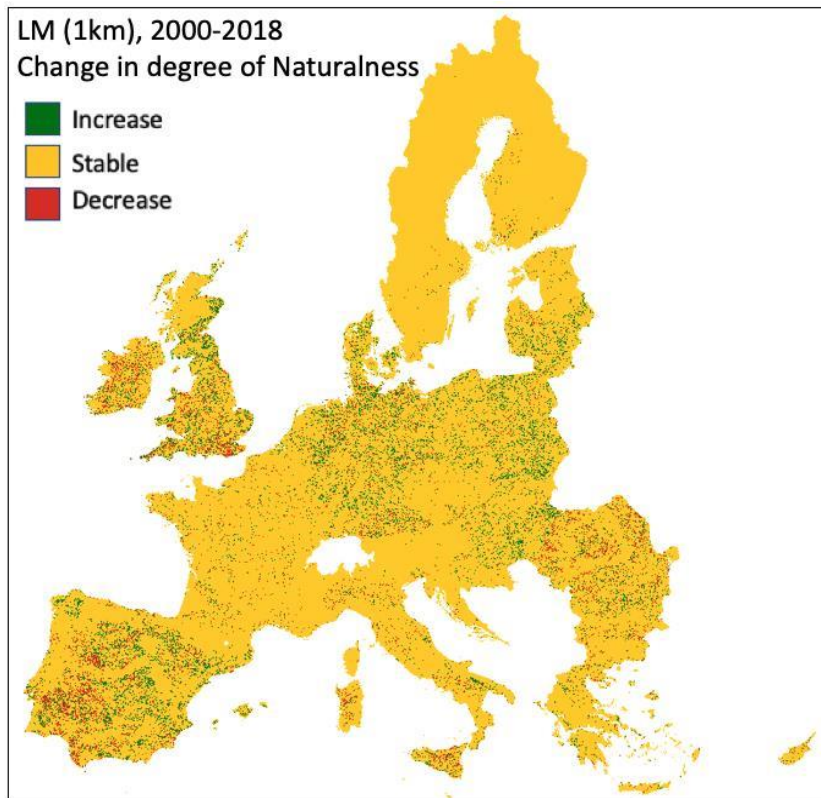 LM (1km), 2000-2018
Change in degree of Naturalness
Increase
Stable
Decrease